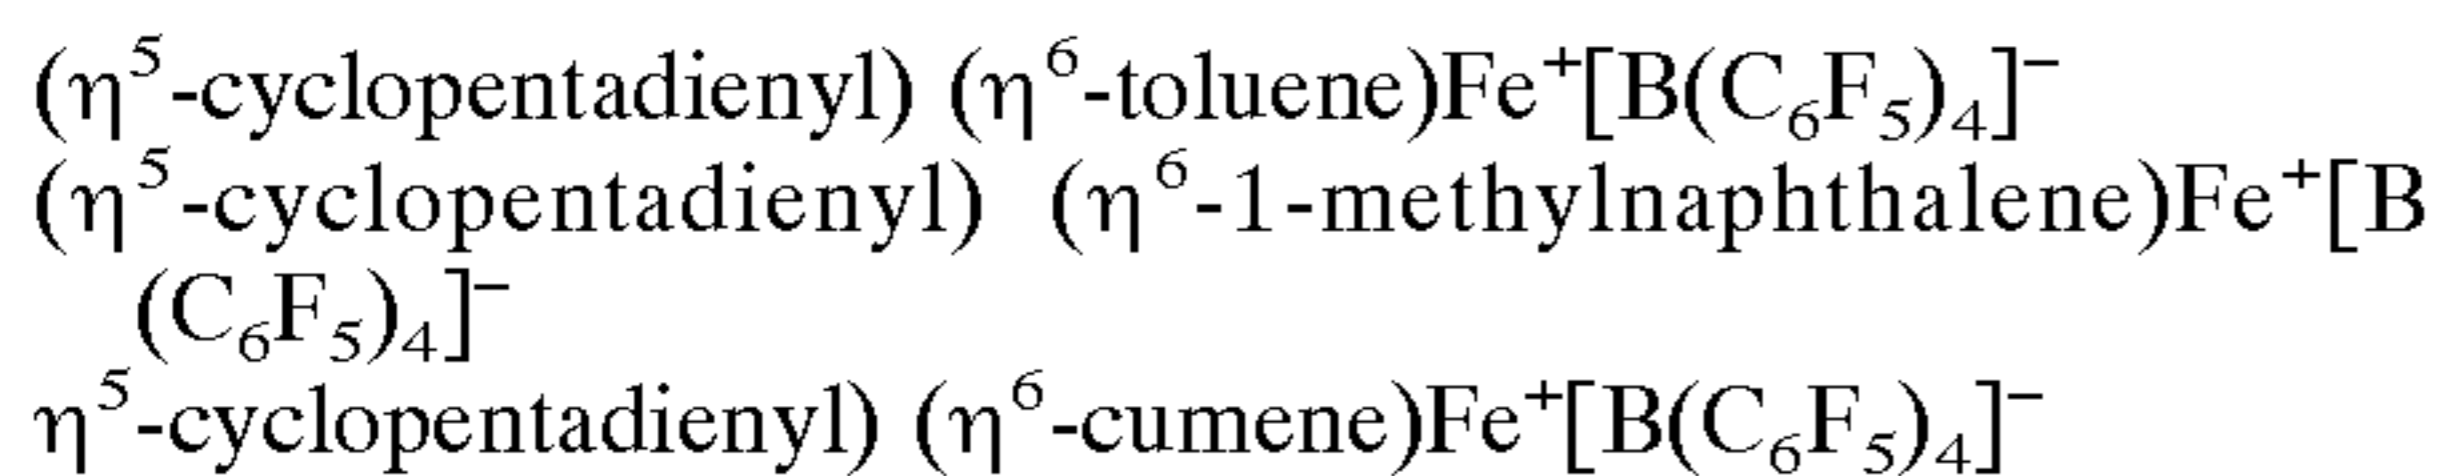 (η⁵-cyclopentadienyl) (η⁶-toluene)Fe⁺[B(C₆F₅)₄]⁻
(η⁵-cyclopentadienyl) (η⁶-1-methylnaphthalene)Fe⁺[B
(C₆F₅)₄]⁻
η⁵-cyclopentadienyl) (η⁶-cumene)Fe⁺[B(C₆F₅)₄]⁻